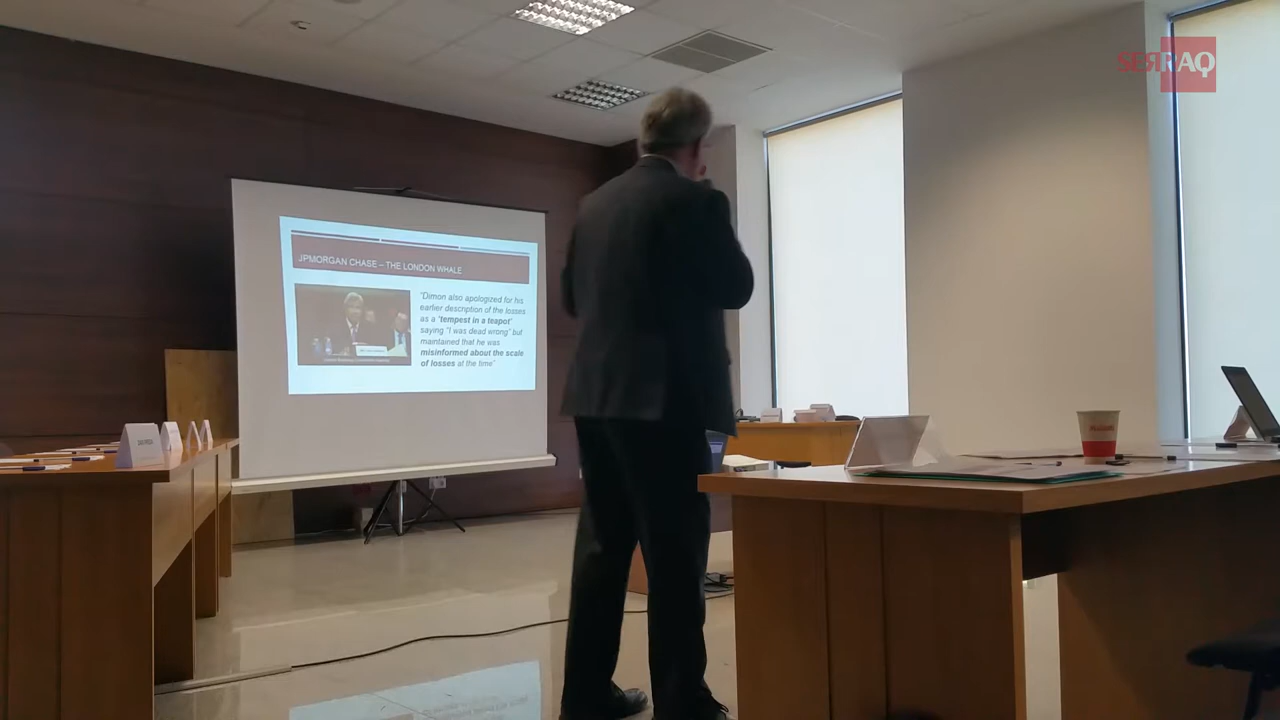 SERRAQ
JPMORGAN CHASE – THE LONDON WHALE
"Dimon also apologized for his
earlier description of the losses
as a "tempest in a teapot"
saying "I was dead wrong" but
maintained that he was
misinformed about the scale
of losses at the time"